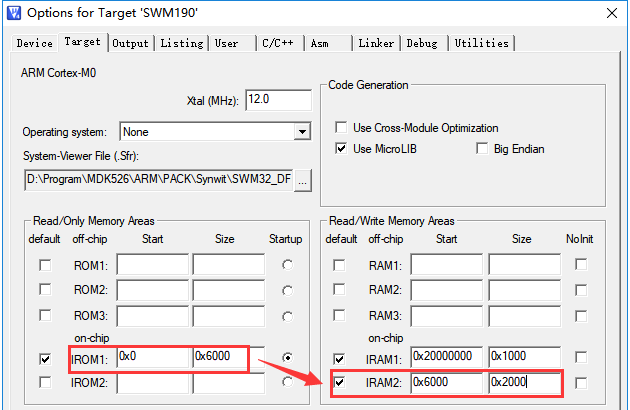 Options for Target 'SWM190'
Device Target Output Listing User C/C++ Asm Linker Debug Utilities
ARM Cortex-M0
Xtal (MHz): 12.0
Operating system: None
System-Viewer File (.Sfr):
D:\Program\MDK526\ARM\PACK\Synwit\SWM32_DF ...
Code Generation
Use Cross-Module Optimization
Use MicroLIB Big Endian
Read/Only Memory Areas
default off-chip Start Size Startup
ROM1:
ROM2:
ROM3:
on-chip
IROM1: 0x0 0x6000
IROM2:
Read/Write Memory Areas
default off-chip Start Size NoInit
RAM1:
RAM2:
RAM3:
on-chip
IRAM1: 0x20000000 0x1000
IRAM2: 0x6000 0x2000